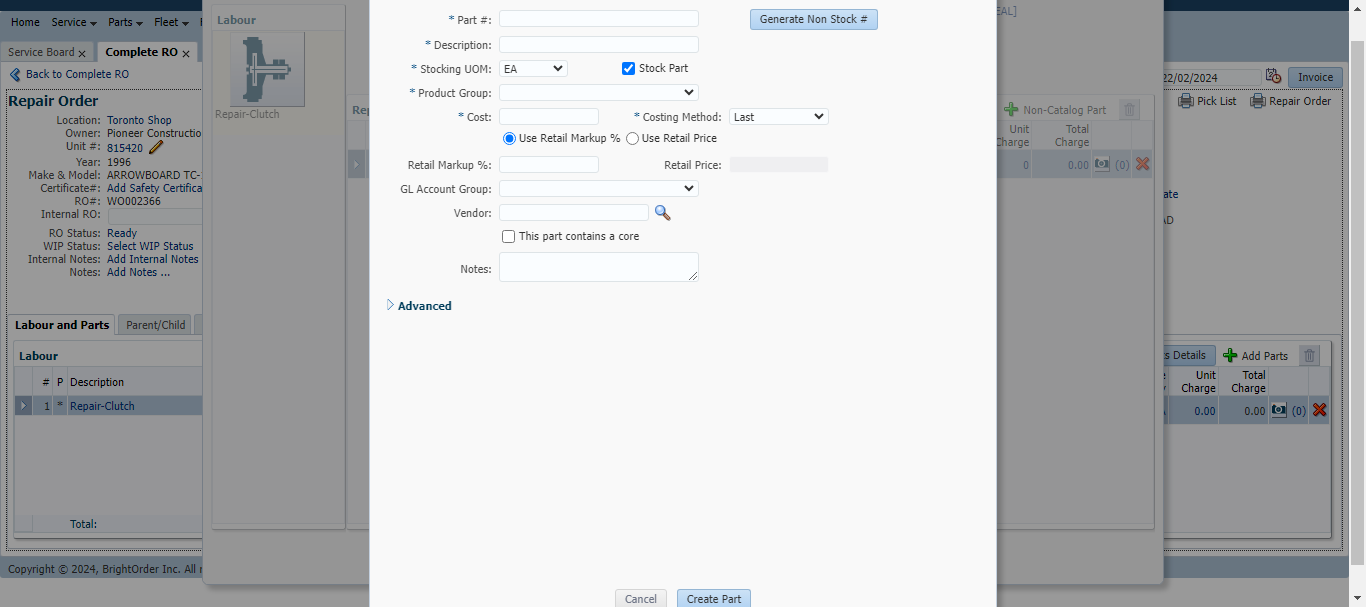 Home Service Parts Fleet
Service Board x Complete RO x
Back to Complete RO
Repair Order
Location: Toronto Shop
Owner: Pioneer Constructio
Unit #: 815420
Year: 1996
Make & Model: ARROWBOARD TC-
Certificate#: Add Safety Certifica
RO#: WO002366
Internal RO:
RO Status: Ready
WIP Status: Select WIP Status
Internal Notes: Add Internal Notes
Notes: Add Notes ...
Labour and Parts Parent/Child
Labour
# P Description
1 * Repair-Clutch
Total:
Copyright © 2024, BrightOrder Inc. All
Labour
Repair-Clutch
Rep
* Part #:
Generate Non Stock #
* Description:
* Stocking UOM: EA Stock Part
* Product Group:
* Cost: * Costing Method: Last
Use Retail Markup % Use Retail Price
Retail Markup %: Retail Price:
GL Account Group:
Vendor:
This part contains a core
Notes:
Advanced
Cancel Create Part
EAL]
Non-Catalog Part
Unit Charge Total Charge
0 0.00 (0)
22/02/2024 Invoice
Pick List Repair Order
ate
AD
s Details Add Parts
Unit Charge Total Charge
0.00 0.00 (0)